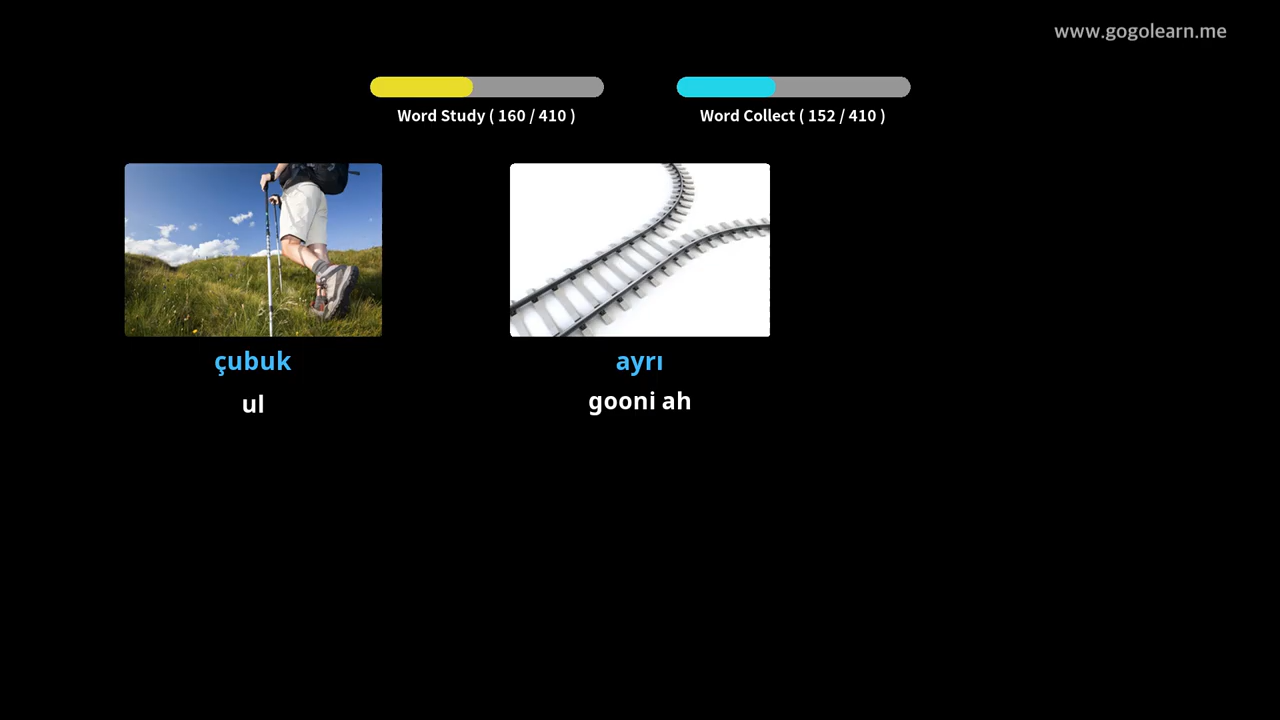 www.gogolearn.me
Word Study ( 160 / 410 )
Word Collect ( 152 / 410 )
çubuk
ul
ayrı
gooni ah